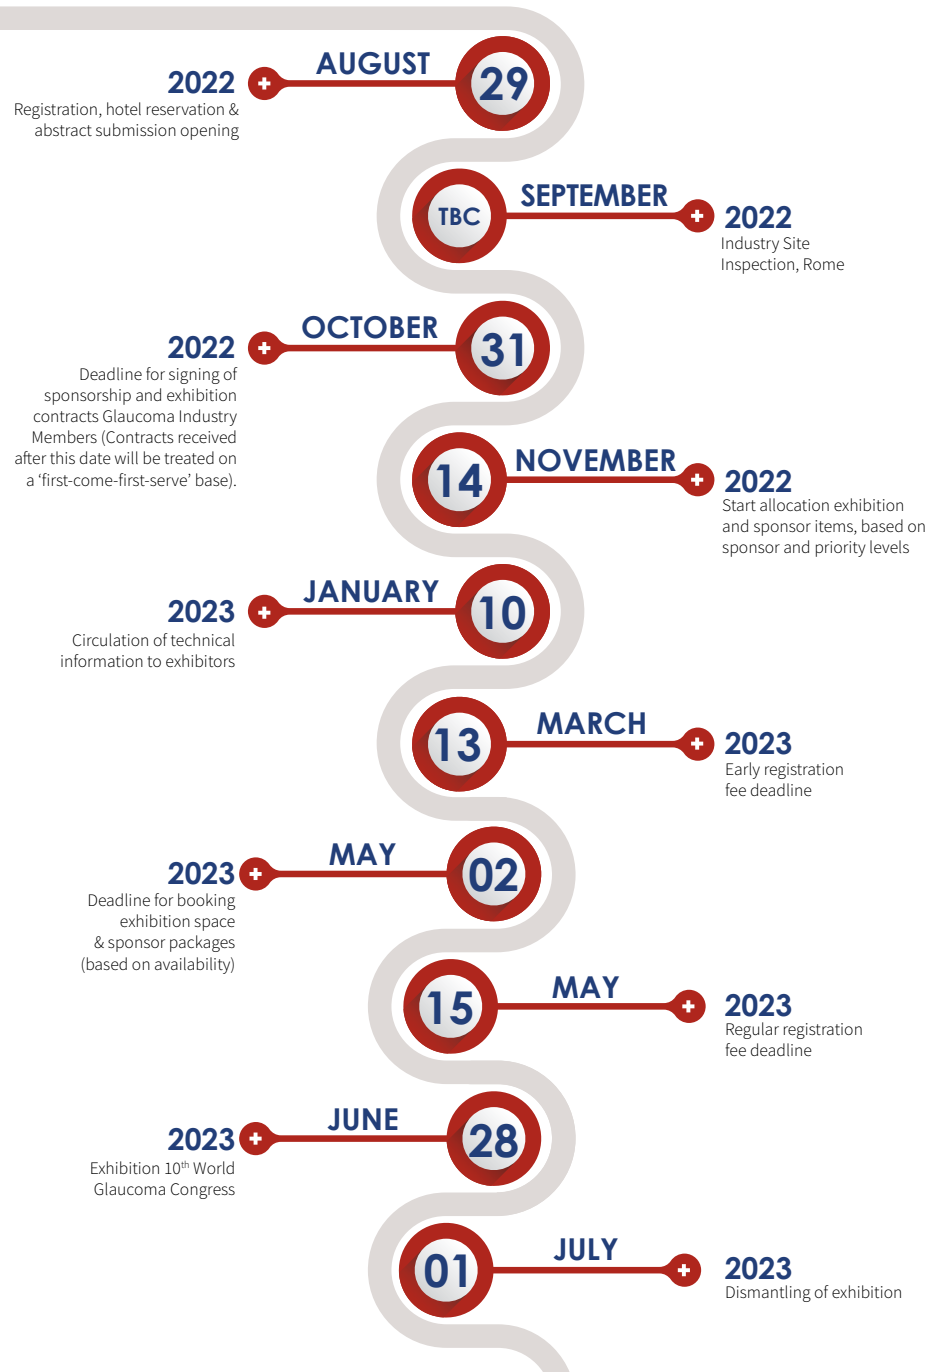 AUGUST
29
2022
Registration, hotel reservation &
abstract submission opening
SEPTEMBER
TBC
2022
Industry Site
Inspection, Rome
OCTOBER
31
2022
Deadline for signing of
sponsorship and exhibition
contracts Glaucoma Industry
Members (Contracts received
after this date will be treated on
a ‘first-come-first-serve’ base).
NOVEMBER
14
2022
Start allocation exhibition
and sponsor items, based on
sponsor and priority levels
JANUARY
10
2023
Circulation of technical
information to exhibitors
MARCH
13
2023
Early registration
fee deadline
MAY
02
2023
Deadline for booking
exhibition space
& sponsor packages
(based on availability)
MAY
15
2023
Regular registration
fee deadline
JUNE
28
2023
Exhibition 10th World
Glaucoma Congress
JULY
01
2023
Dismantling of exhibition